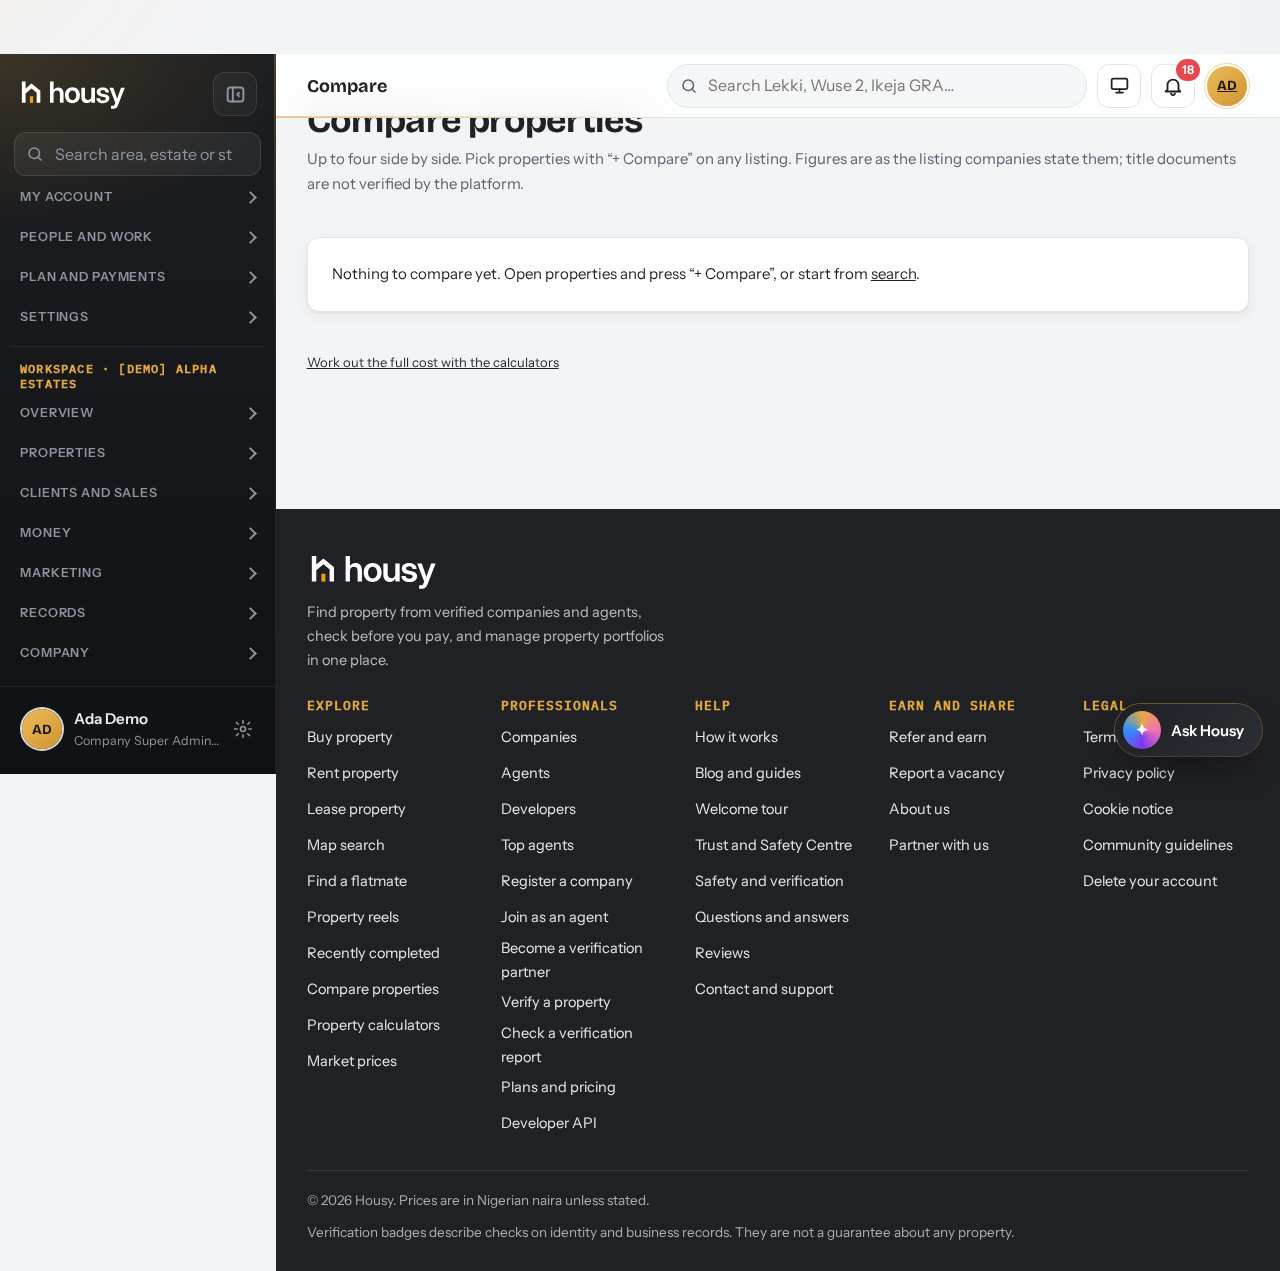 housy
Search area, estate or st
MY ACCOUNT
PEOPLE AND WORK
PLAN AND PAYMENTS
SETTINGS
WORKSPACE · [DEMO] ALPHA
ESTATES
OVERVIEW
PROPERTIES
CLIENTS AND SALES
MONEY
MARKETING
RECORDS
COMPANY
AD
Ada Demo
Company Super Admin...
Compare
Search Lekki, Wuse 2, Ikeja GRA...
18
AD
Compare properties
Up to four side by side. Pick properties with “+ Compare” on any listing. Figures are as the listing companies state them; title documents
are not verified by the platform.
Nothing to compare yet. Open properties and press “+ Compare”, or start from search.
Work out the full cost with the calculators
housy
Find property from verified companies and agents,
check before you pay, and manage property portfolios
in one place.
EXPLORE
Buy property
Rent property
Lease property
Map search
Find a flatmate
Property reels
Recently completed
Compare properties
Property calculators
Market prices
PROFESSIONALS
Companies
Agents
Developers
Top agents
Register a company
Join as an agent
Become a verification
partner
Verify a property
Check a verification
report
Plans and pricing
Developer API
HELP
How it works
Blog and guides
Welcome tour
Trust and Safety Centre
Safety and verification
Questions and answers
Reviews
Contact and support
EARN AND SHARE
Refer and earn
Report a vacancy
About us
Partner with us
LEGAL
Privacy policy
Cookie notice
Community guidelines
Delete your account
Ask Housy
© 2026 Housy. Prices are in Nigerian naira unless stated.
Verification badges describe checks on identity and business records. They are not a guarantee about any property.